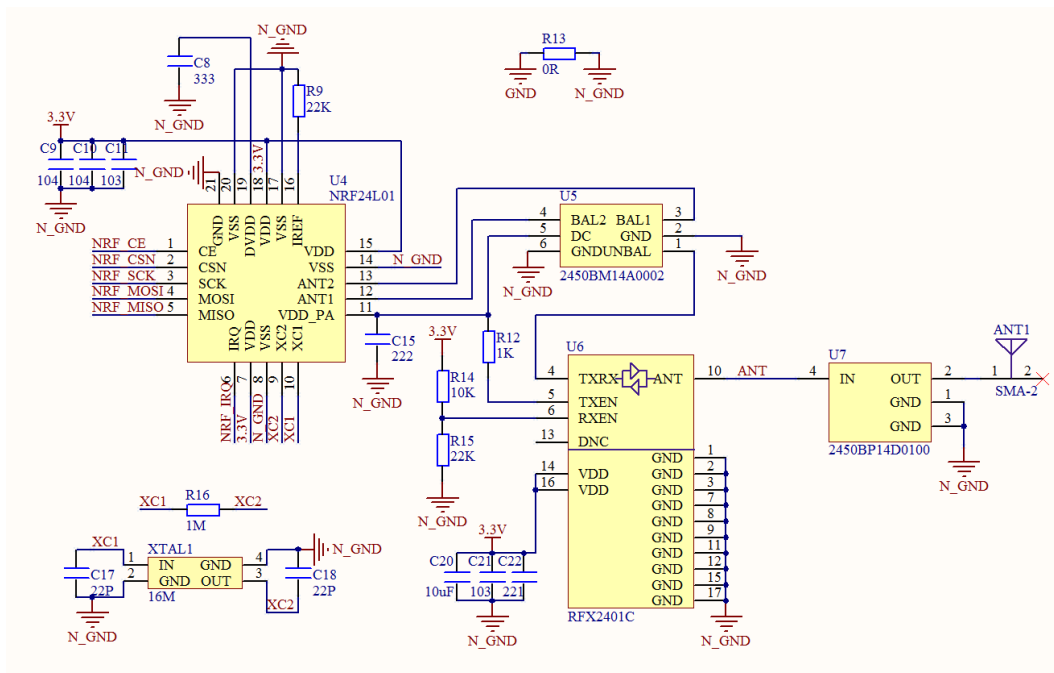 N_GND
C8
333
N_GND
R9
22K
R13
0R
GND
N_GND
3.3V
C9
C10
C11
104
104
103
N_GND
N_GND
3.3V
U4
NRF24L01
21
20
19
18
17
16
GND
VSS
DVDD
VDD
VSS
IREF
NRF_CE 1 CE
NRF_CSN 2 CSN
NRF_SCK 3 SCK
NRF_MOSI 4 MOSI
NRF_MISO 5 MISO
VDD 15
VSS 14 N_GND
ANT2 13
ANT1 12
VDD_PA 11
IRQ
VDD
VSS
XC2
XC1
6
7
8
9
10
NRF_IRQ
3.3V
N_GND
XC2
XC1
C15
222
N_GND
U5
4 BAL2 BAL1 3
5 DC GND 2
6 GND UNBAL 1
2450BM14A0002
N_GND
N_GND
3.3V
R12
1K
R14
10K
R15
22K
N_GND
U6
4 TXRX ANT 10 ANT
5 TXEN
6 RXEN
13 DNC
14 VDD
16 VDD
GND 1
GND 2
GND 3
GND 7
GND 8
GND 9
GND 11
GND 12
GND 15
GND 17
RFX2401C
N_GND
U7
4 IN OUT 2
GND 1
GND 3
2450BP14D0100
N_GND
ANT1
1 2
SMA-2
XC1 R16 XC2
1M
XC1
XTAL1
1 IN GND 4
2 GND OUT 3
16M
C17
22P
N_GND
N_GND
C18
22P
XC2
3.3V
C20
C21
C22
10uF
103
221
N_GND